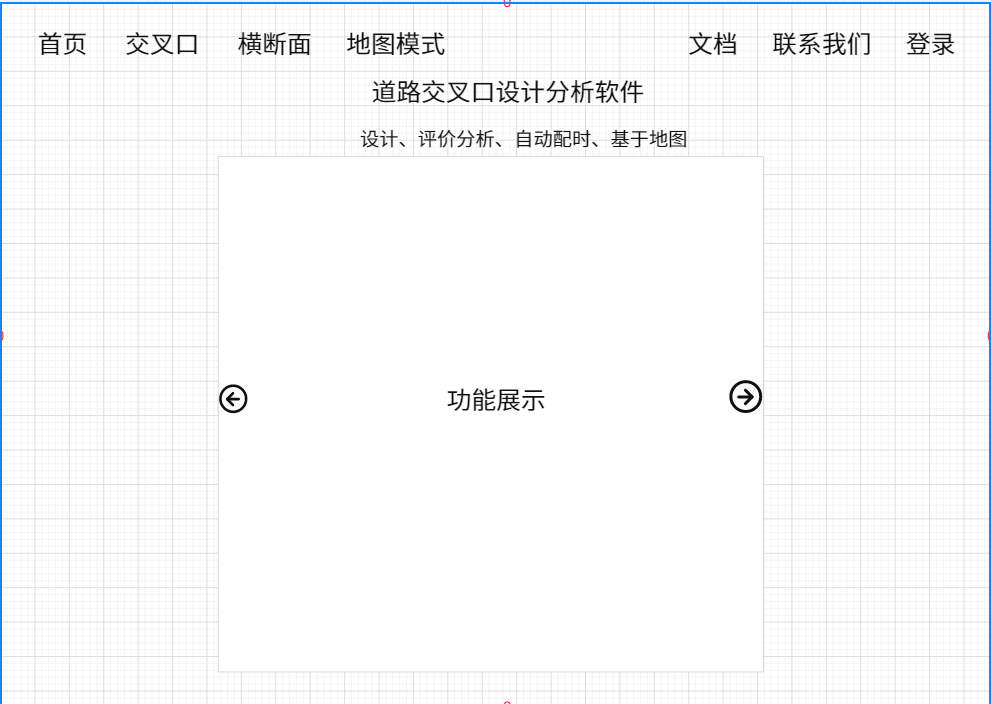 首页 交叉口 横断面 地图模式 文档 联系我们 登录
道路交叉口设计分析软件
设计、评价分析、自动配时、基于地图
功能展示